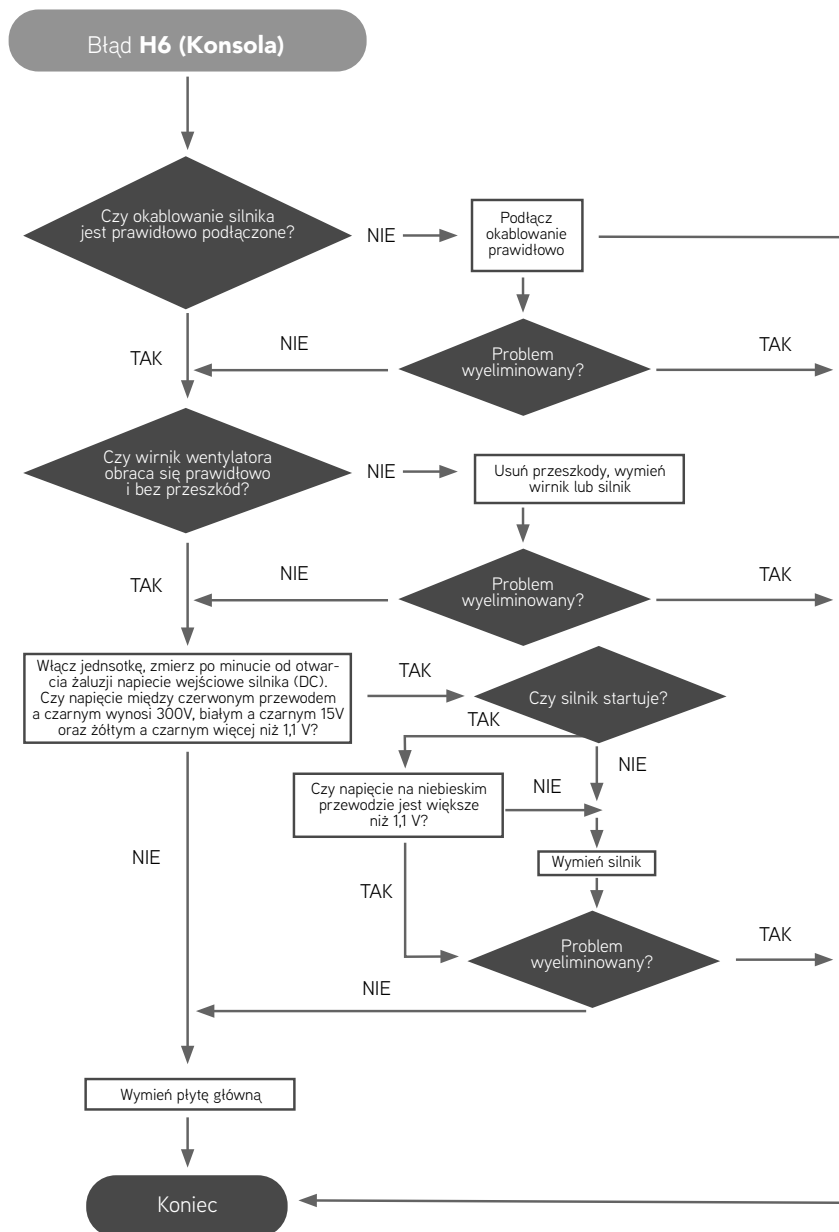 Błąd H6 (Konsola)
Czy okablowanie silnika
jest prawidłowo podłączone?
NIE
Podłącz
okablowanie
prawidłowo
TAK
NIE
Problem
wyeliminowany?
TAK
Czy wirnik wentylatora
obraca się prawidłowo
i bez przeszkód?
NIE
Usuń przeszkody, wymień
wirnik lub silnik
TAK
NIE
Problem
wyeliminowany?
TAK
Włącz jednsotkę, zmierz po minucie od otwar-
cia żaluzji napiecie wejściowe silnika (DC).
Czy napięcie między czerwonym przewodem
a czarnym wynosi 300V, białym a czarnym 15V
oraz żółtym a czarnym więcej niż 1,1 V?
TAK
Czy silnik startuje?
TAK
NIE
Czy napięcie na niebieskim
przewodzie jest większe
niż 1,1 V?
NIE
NIE
Wymień silnik
TAK
Problem
wyeliminowany?
TAK
NIE
Wymień płytę główną
Koniec